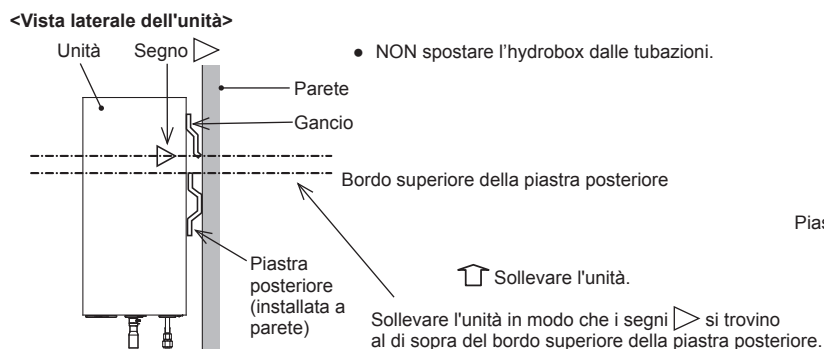 <Vista laterale dell'unità>
Unità
Segno
● NON spostare l'hydrobox dalle tubazioni.
Parete
Gancio
Bordo superiore della piastra posteriore
Piastra
posteriore
(installata a
parete)
Sollevare l'unità.
Sollevare l'unità in modo che i segni ▷ si trovino
al di sopra del bordo superiore della piastra posteriore.